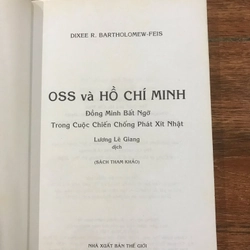 DIXEE R. BARTHOLOMEW-FEIS
OSS và HỒ CHÍ MINH
Đồng Minh Bất Ngờ
Trong Cuộc Chiến Chống Phát Xít Nhật
Lương Lê Giang
dịch
(SÁCH THAM KHẢO)
NHÀ XUẤT BẢN THẾ GIỚI